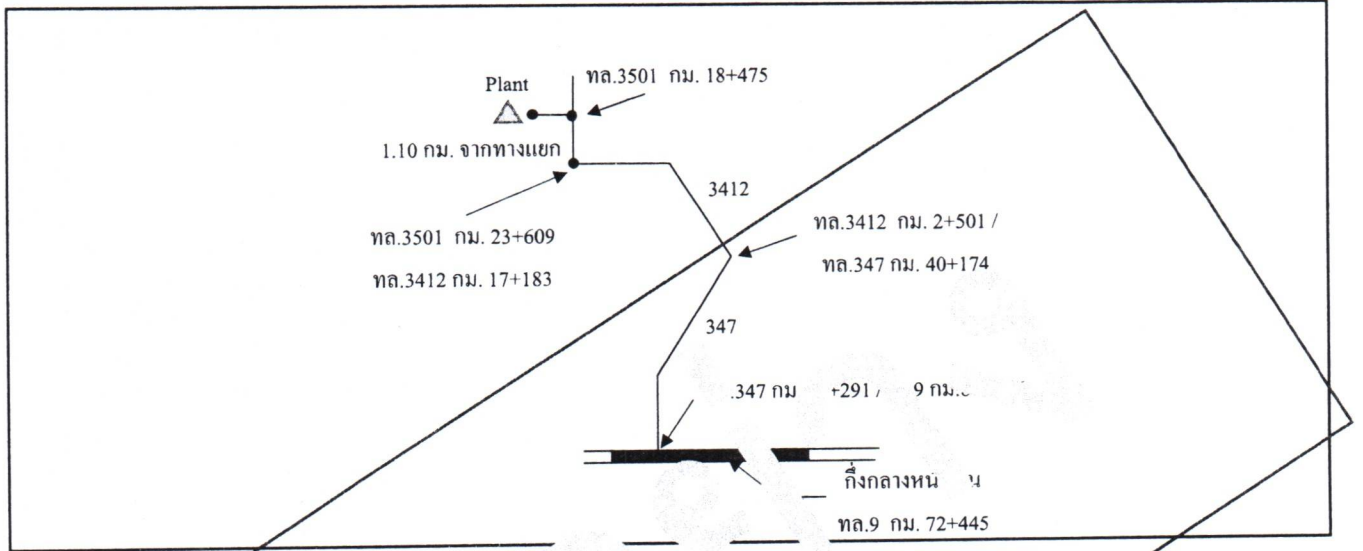 Plant
ทล.3501 กม. 18+475
1.10 กม. จากทางแยก
3412
ทล.3501 กม. 23+609
ทล.3412 กม. 17+183
ทล.3412 กม. 2+501 /
ทล.347 กม. 40+174
347
.347 กม +291 / 9 กม.
กึ่งกลางหน
ทล.9 กม. 72+445